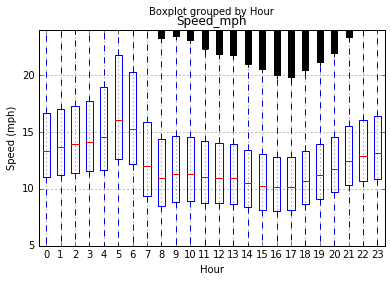 Boxplot grouped by Hour
Speed_mph
20
15
10
5
Speed (mph)
0 1 2 3 4 5 6 7 8 9 10 11 12 13 14 15 16 17 18 19 20 21 22 23
Hour